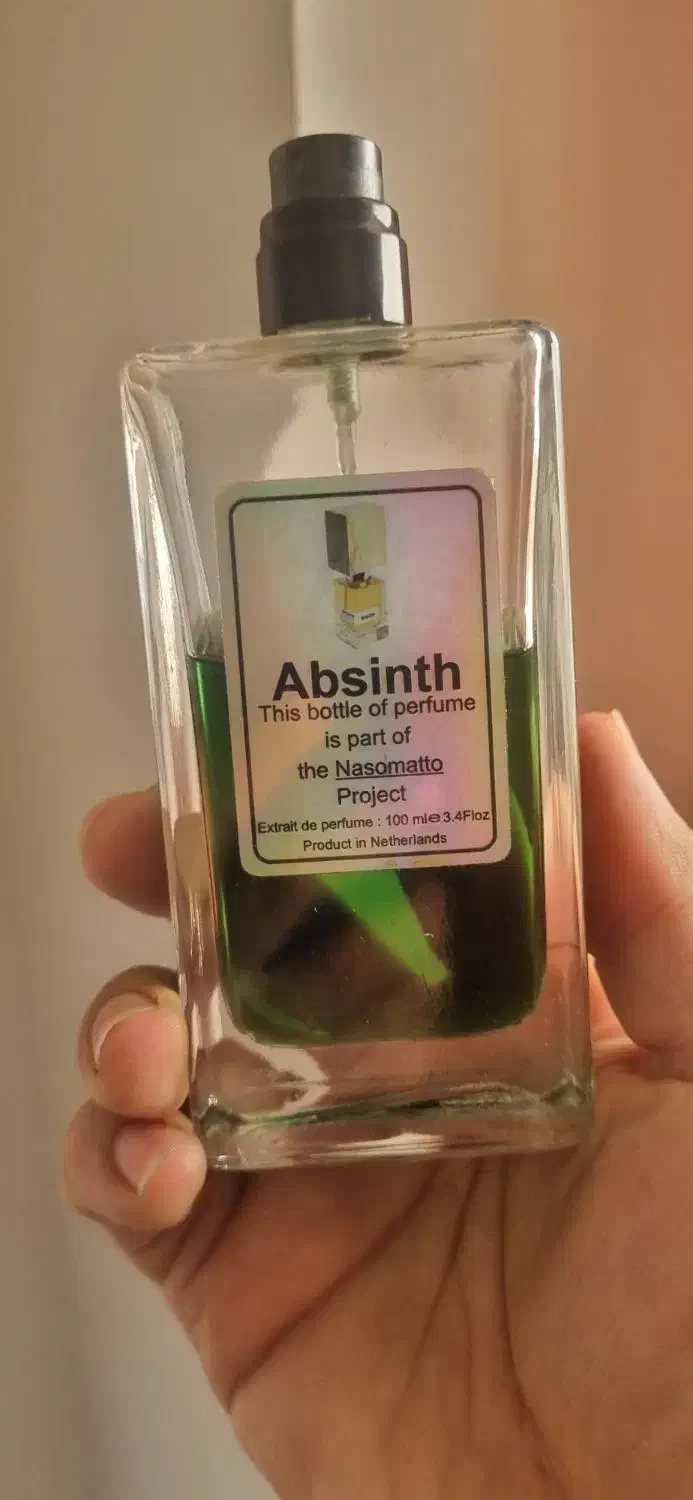 Absinth
This bottle of perfume
is part of
the Nasomatto
Project
Extrait de perfume : 100 ml℮ 3.4Floz
Product in Netherlands